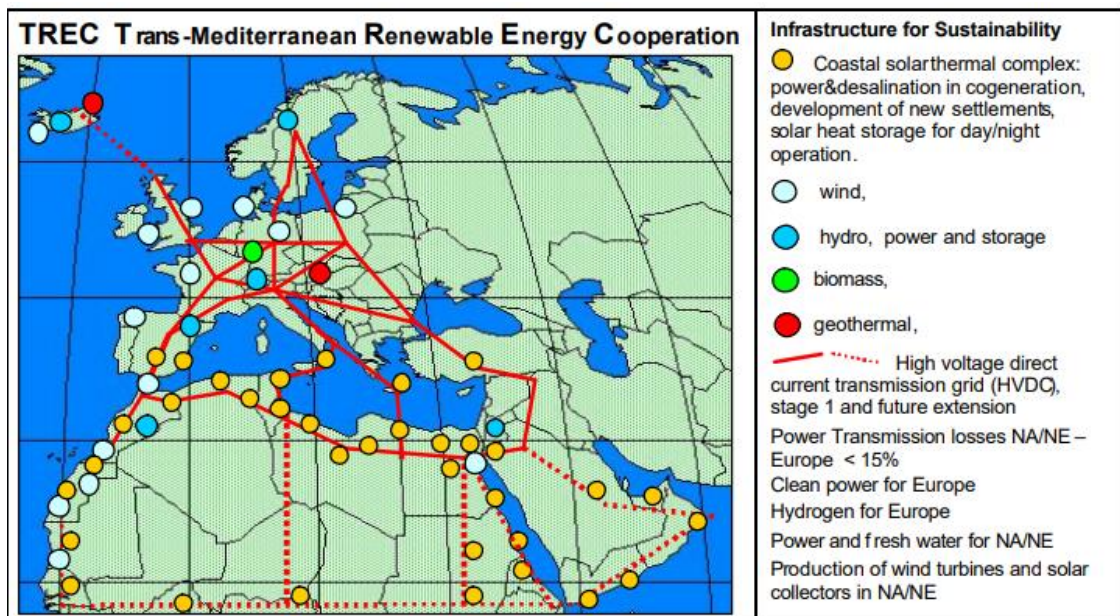 TREC Trans-Mediterranean Renewable Energy Cooperation
Infrastructure for Sustainability
Coastal solar thermal complex:
power&desalination in cogeneration,
development of new settlements,
solar heat storage for day/night
operation.
wind,
hydro, power and storage
biomass,
geothermal,
High voltage direct
current transmission grid (HVDC),
stage 1 and future extension
Power Transmission losses NA/NE –
Europe < 15%
Clean power for Europe
Hydrogen for Europe
Power and fresh water for NA/NE
Production of wind turbines and solar
collectors in NA/NE